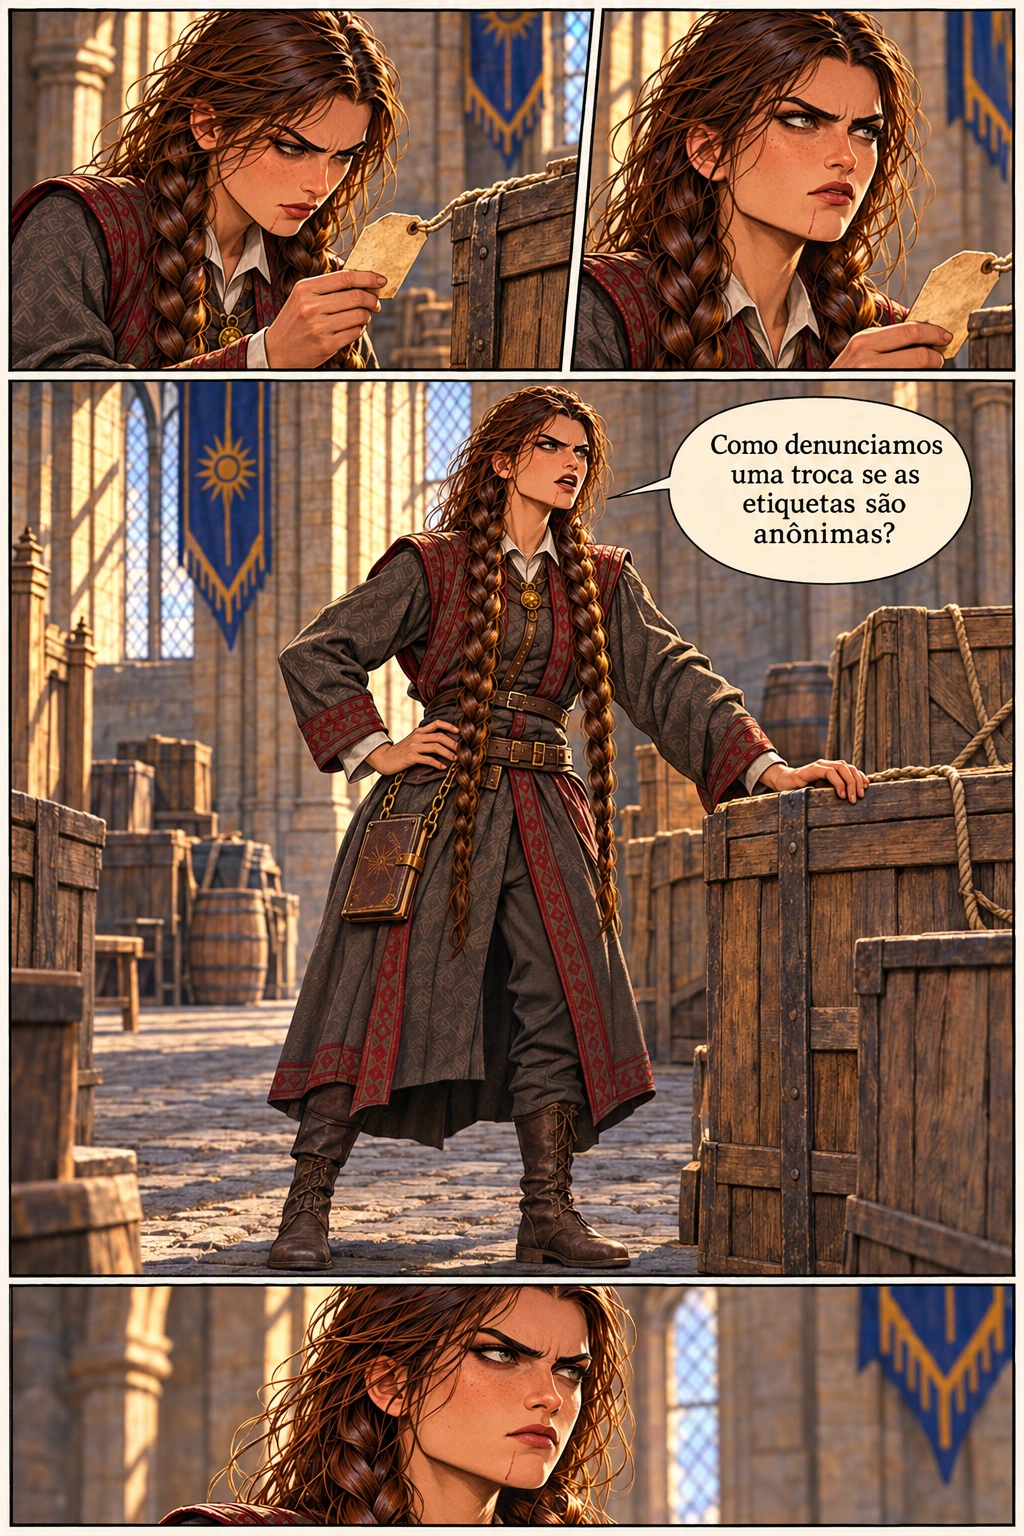 Como denunciamos
uma troca se as
etiquetas são
anônimas?